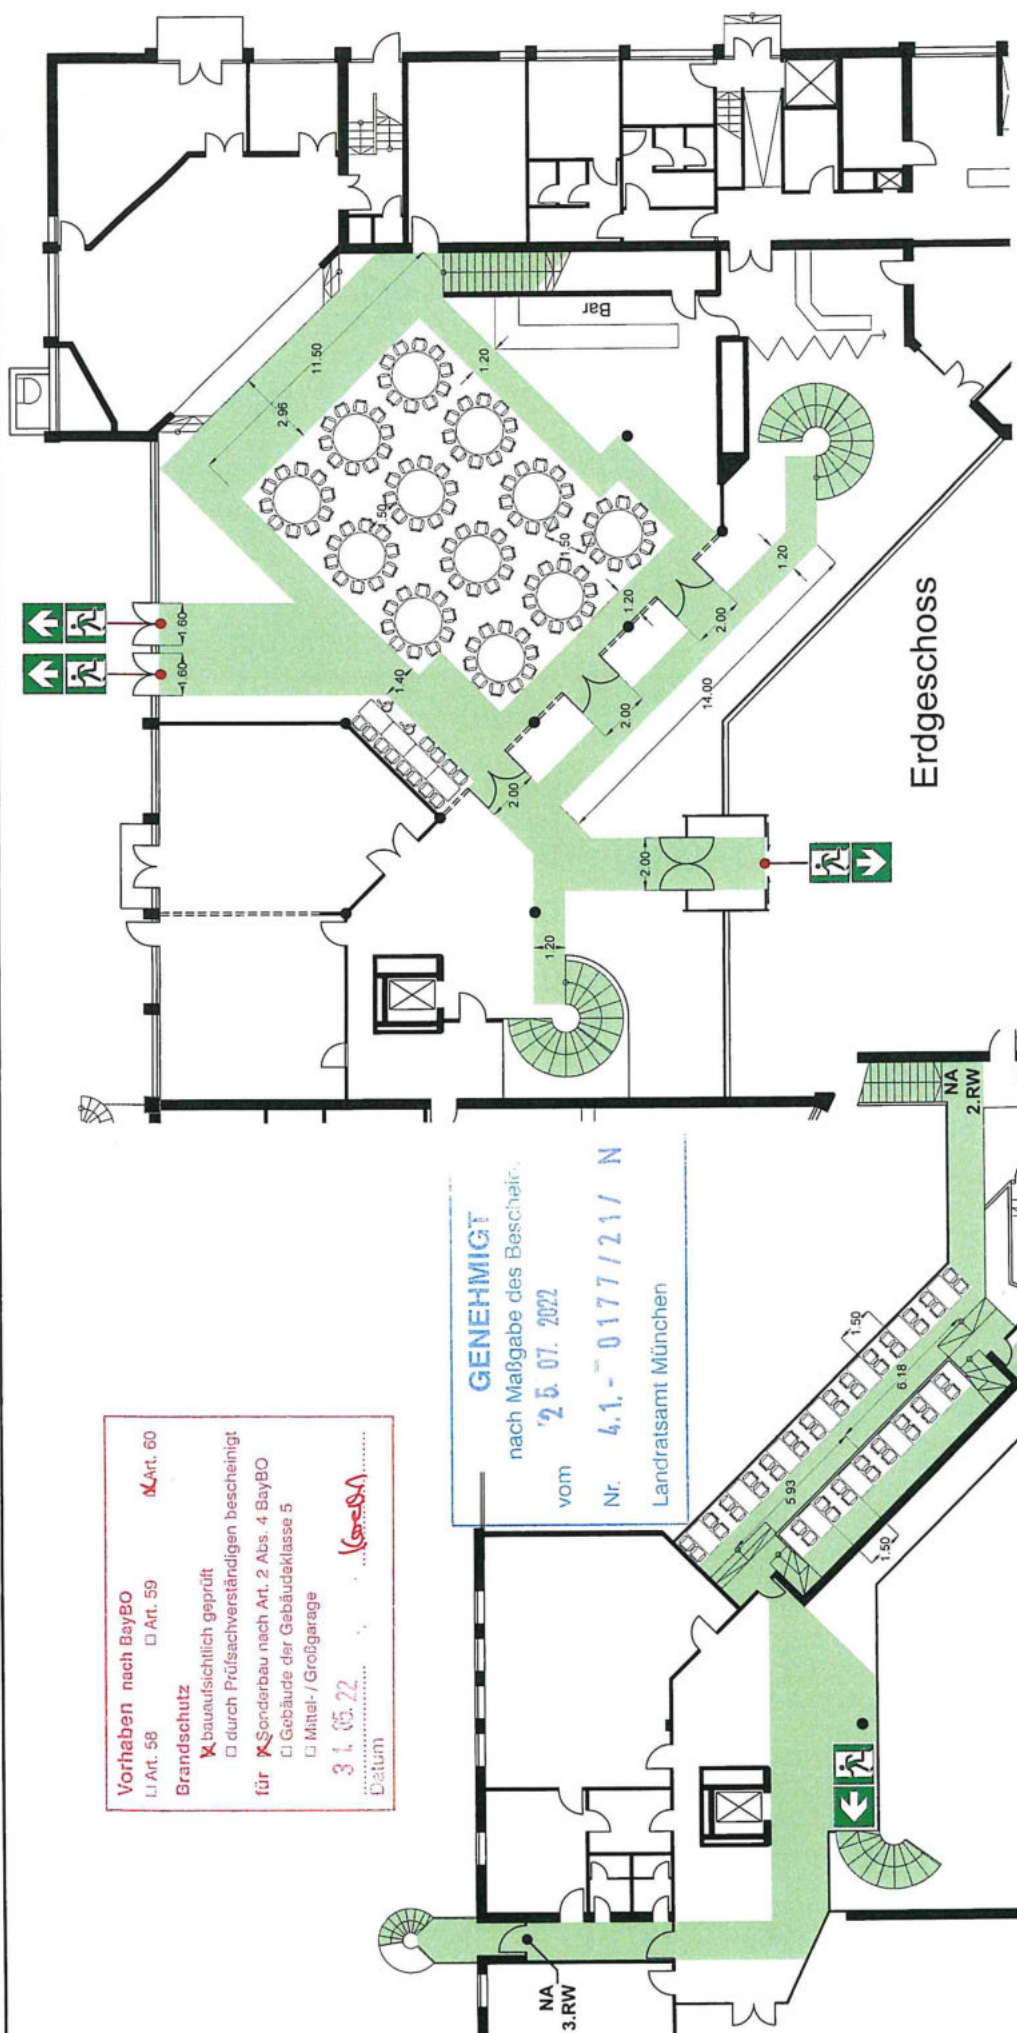 11.50
2.96
1.20
Bar
1.50
1.50
1.60
1.60
1.20
1.40
2.00
1.20
2.00
14.00
2.00
Erdgeschoss
2.00
1.20
NA
2.RW
GENEHMIGT
nach Maßgabe des Beschei
vom 25. 07. 2022
Nr. 4.1.- 0177/21/ N
Landratsamt München
1.50
6.18
5.93
1.50
Vorhaben nach BayBO
☐ Art. 58 ☐ Art. 59 ☒ Art. 60
Brandschutz
☒ bauaufsichtlich geprüft
☐ durch Prüfsachverständigen bescheinigt
für ☒ Sonderbau nach Art. 2 Abs. 4 BayBO
☐ Gebäude der Gebäudeklasse 5
☐ Mittel- / Großgarage
31. 05. 22
Datum
NA
3.RW